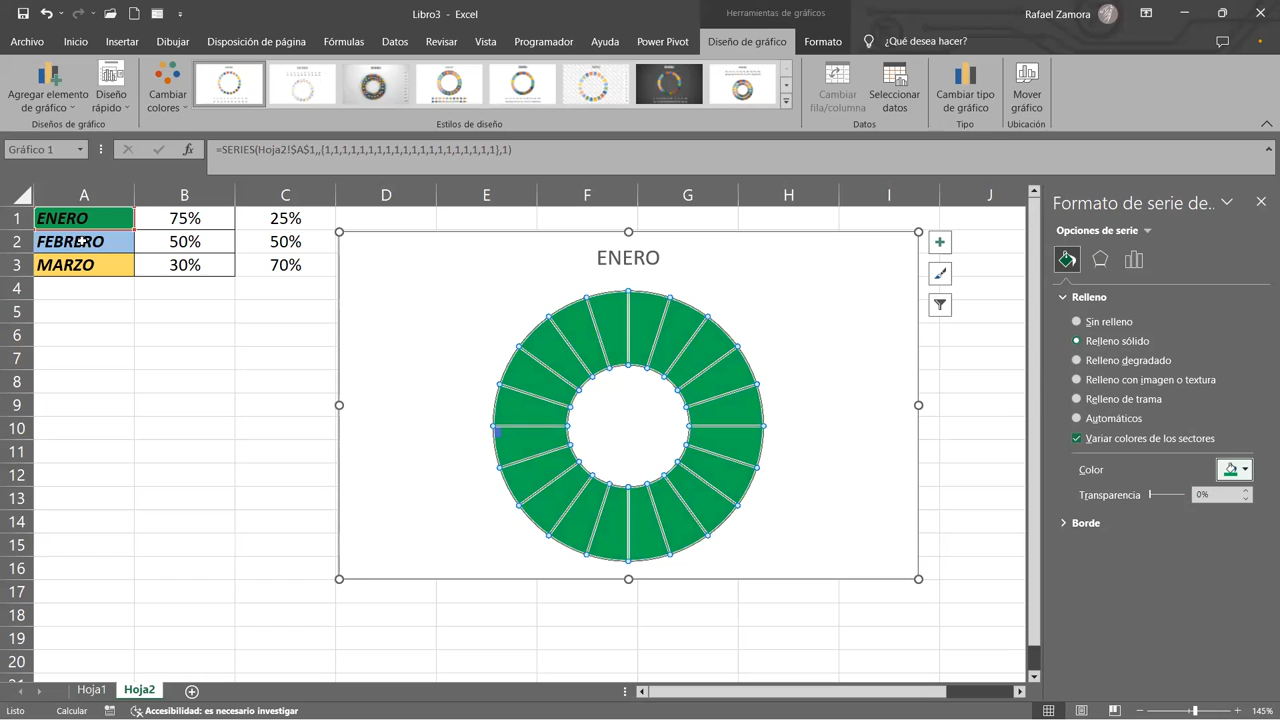 Libro3 - Excel
Herramientas de gráficos
Rafael Zamora
Archivo Inicio Insertar Dibujar Disposición de página Fórmulas Datos Revisar Vista Programador Ayuda Power Pivot Diseño de gráfico Formato ¿Qué desea hacer?
Agregar elemento de gráfico
Diseño rápido
Cambiar colores
Cambiar fila/columna
Seleccionar datos
Cambiar tipo de gráfico
Mover gráfico
Diseños de gráfico Estilos de diseño Datos Tipo Ubicación
Gráfico 1 fx =SERIES(Hoja2!$A$1,,{1,1,1,1,1,1,1,1,1,1,1,1,1,1,1,1,1,1,1,1},1)
A B C D E F G H I J
1 ENERO 75% 25%
2 FEBRERO 50% 50%
3 MARZO 30% 70%
4
5
6
7
8
9
10
11
12
13
14
15
16
17
18
19
20
ENERO
Formato de serie de...
Opciones de serie
Relleno
Sin relleno
Relleno sólido
Relleno degradado
Relleno con imagen o textura
Relleno de trama
Automáticos
Variar colores de los sectores
Color
Transparencia 0%
Borde
Hoja1 Hoja2
Listo Calcular Accesibilidad: es necesario investigar 145%